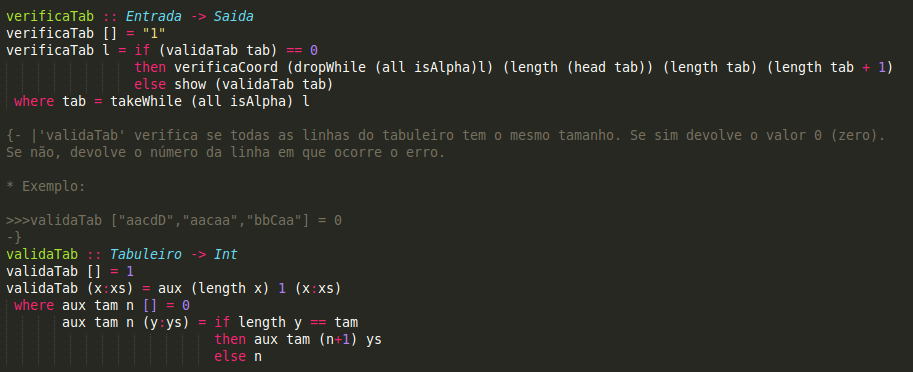 verificaTab :: Entrada -> Saida
verificaTab [] = "1"
verificaTab l = if (validaTab tab) == 0
                then verificaCoord (dropWhile (all isAlpha)l) (length (head tab)) (length tab) (length tab + 1)
                else show (validaTab tab)
 where tab = takeWhile (all isAlpha) l

{- |'validaTab' verifica se todas as linhas do tabuleiro tem o mesmo tamanho. Se sim devolve o valor 0 (zero).
Se não, devolve o número da linha em que ocorre o erro.

* Exemplo:

>>>validaTab ["aacdD","aacaa","bbCaa"] = 0
-}
validaTab :: Tabuleiro -> Int
validaTab [] = 1
validaTab (x:xs) = aux (length x) 1 (x:xs)
 where aux tam n [] = 0
       aux tam n (y:ys) = if length y == tam
                          then aux tam (n+1) ys
                          else n